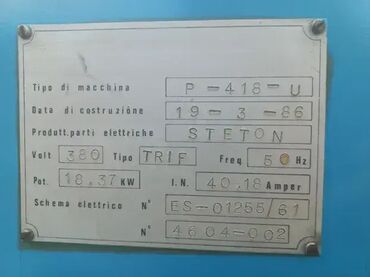 Tipo di macchina P-418-U
Data di costruzióne 19-3-86
Produtt.parti elettriche STETON
Volt 380 Tipo TRIF Freq 50 Hz
Pot. 18,37 KW I.N. 40.18 Amper
Schema elettrico N° ES-01255/61
N° 4604-002